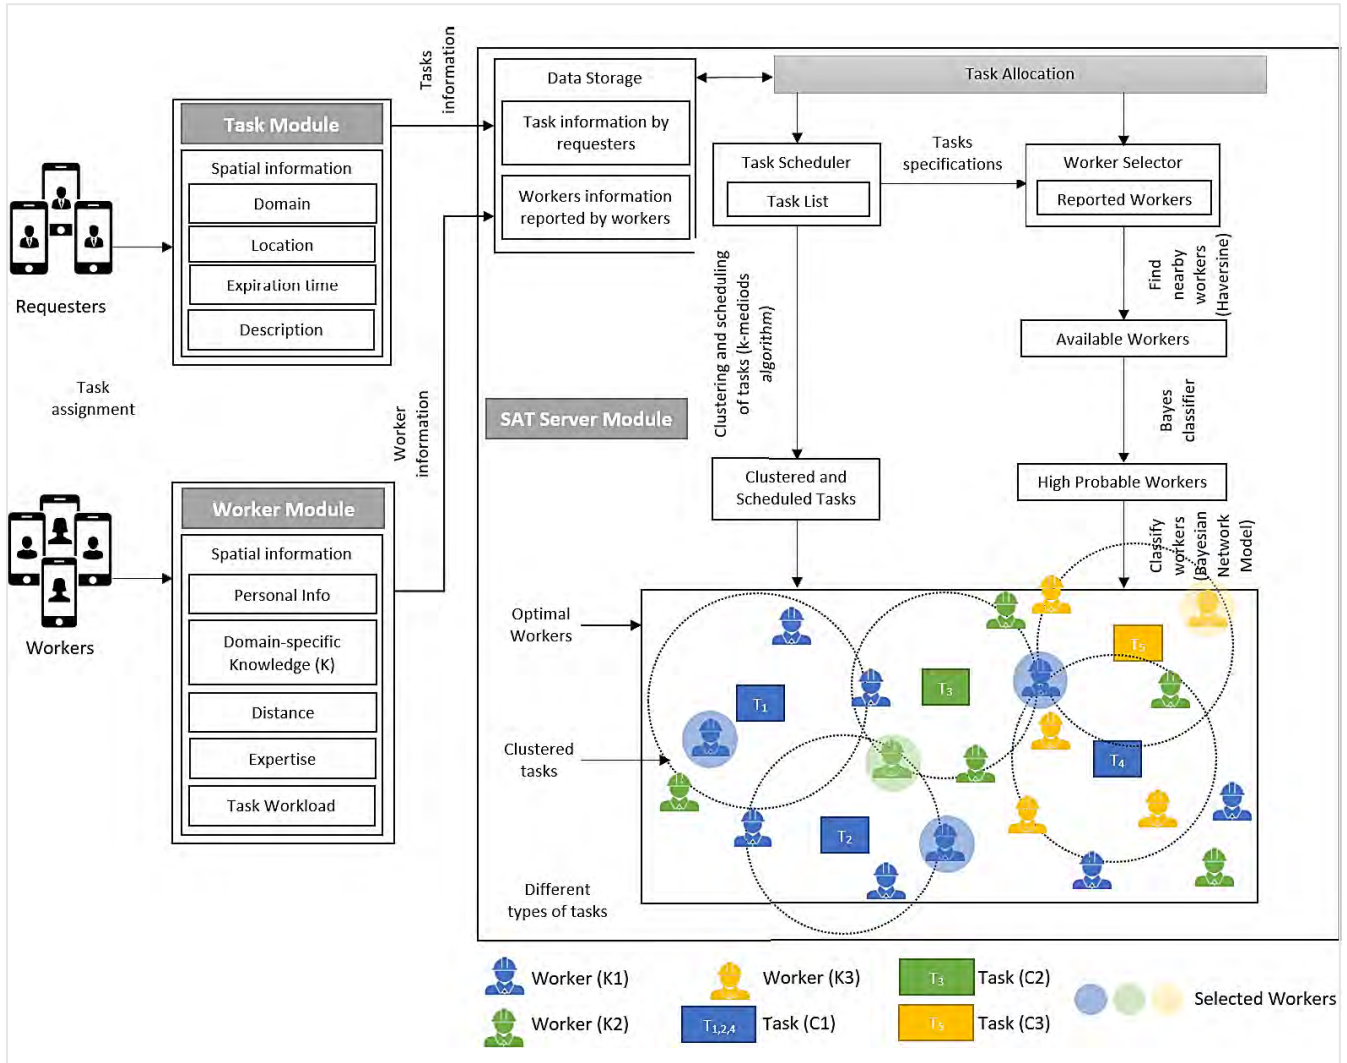 Requesters
Task
assignment
Workers
Task Module
Spatial information
Domain
Location
Expiration time
Description
Worker Module
Spatial information
Personal Info
Domain-specific
Knowledge (K)
Distance
Expertise
Task Workload
Tasks
information
Worker
information
Data Storage
Task information by
requesters
Workers information
reported by workers
Task Allocation
Task Scheduler
Task List
Tasks
specifications
Worker Selector
Reported Workers
Clustering and scheduling
of tasks (k-mediods
algorithm)
Find
nearby
workers
(Haversine)
Available Workers
Bayes
classifier
SAT Server Module
Clustered and
Scheduled Tasks
High Probable Workers
Classify
workers
(Bayesian
Network
Model)
Optimal
Workers
Clustered
tasks
Different
types of tasks
T1
T2
T3
T4
T5
Worker (K1)
Worker (K2)
Worker (K3)
T1,2,4
Task (C1)
T3
Task (C2)
T5
Task (C3)
Selected Workers